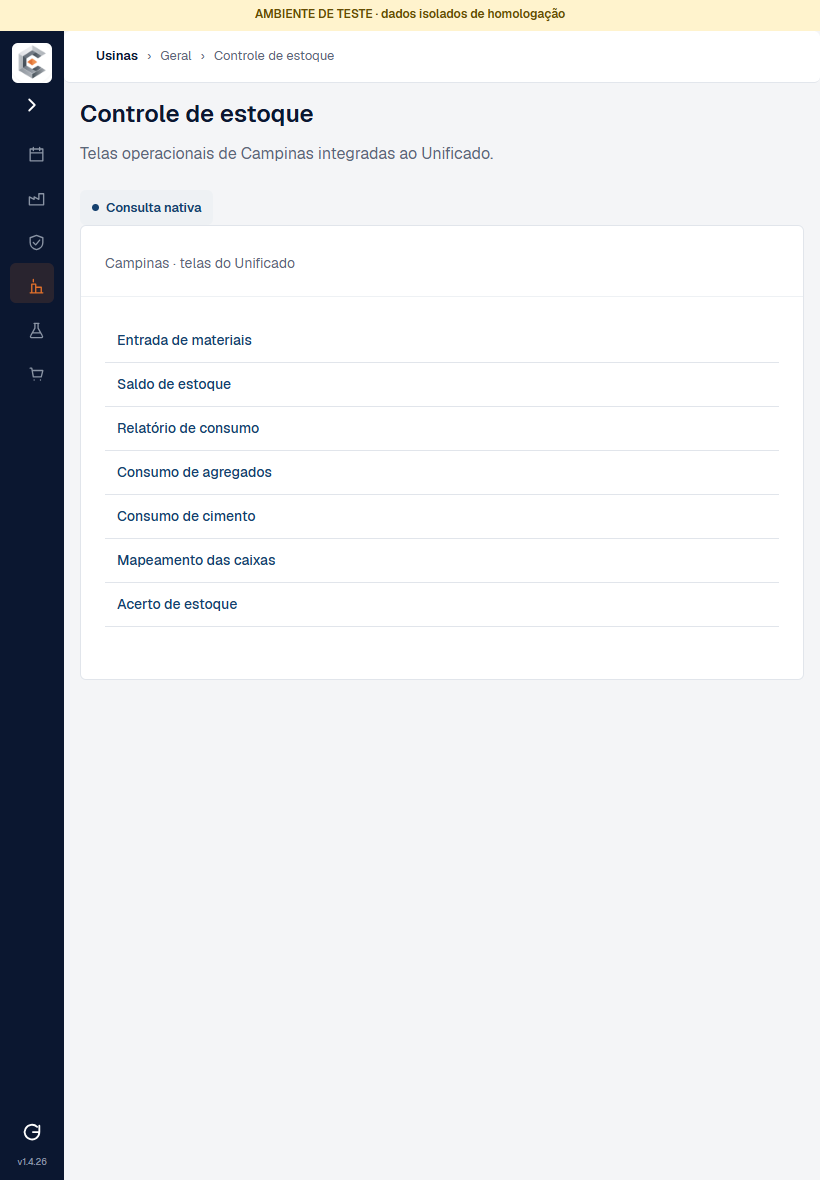 AMBIENTE DE TESTE · dados isolados de homologação
Usinas › Geral › Controle de estoque
Controle de estoque
Telas operacionais de Campinas integradas ao Unificado.
Consulta nativa
Campinas · telas do Unificado
Entrada de materiais
Saldo de estoque
Relatório de consumo
Consumo de agregados
Consumo de cimento
Mapeamento das caixas
Acerto de estoque
v1.4.26